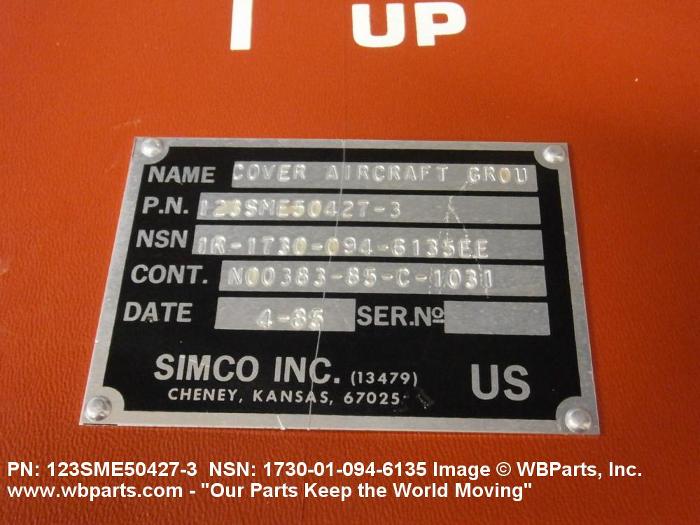 UP
NAME COVER AIRCRAFT GROU
P.N. 123SME50427-3
NSN 1R-1730-094-6135EE
CONT. N00383-85-C-1031
DATE 4-85 SER.Nº
SIMCO INC. (13479) US
CHENEY, KANSAS, 67025
PN: 123SME50427-3 NSN: 1730-01-094-6135 Image © WBParts, Inc.
www.wbparts.com - "Our Parts Keep the World Moving"